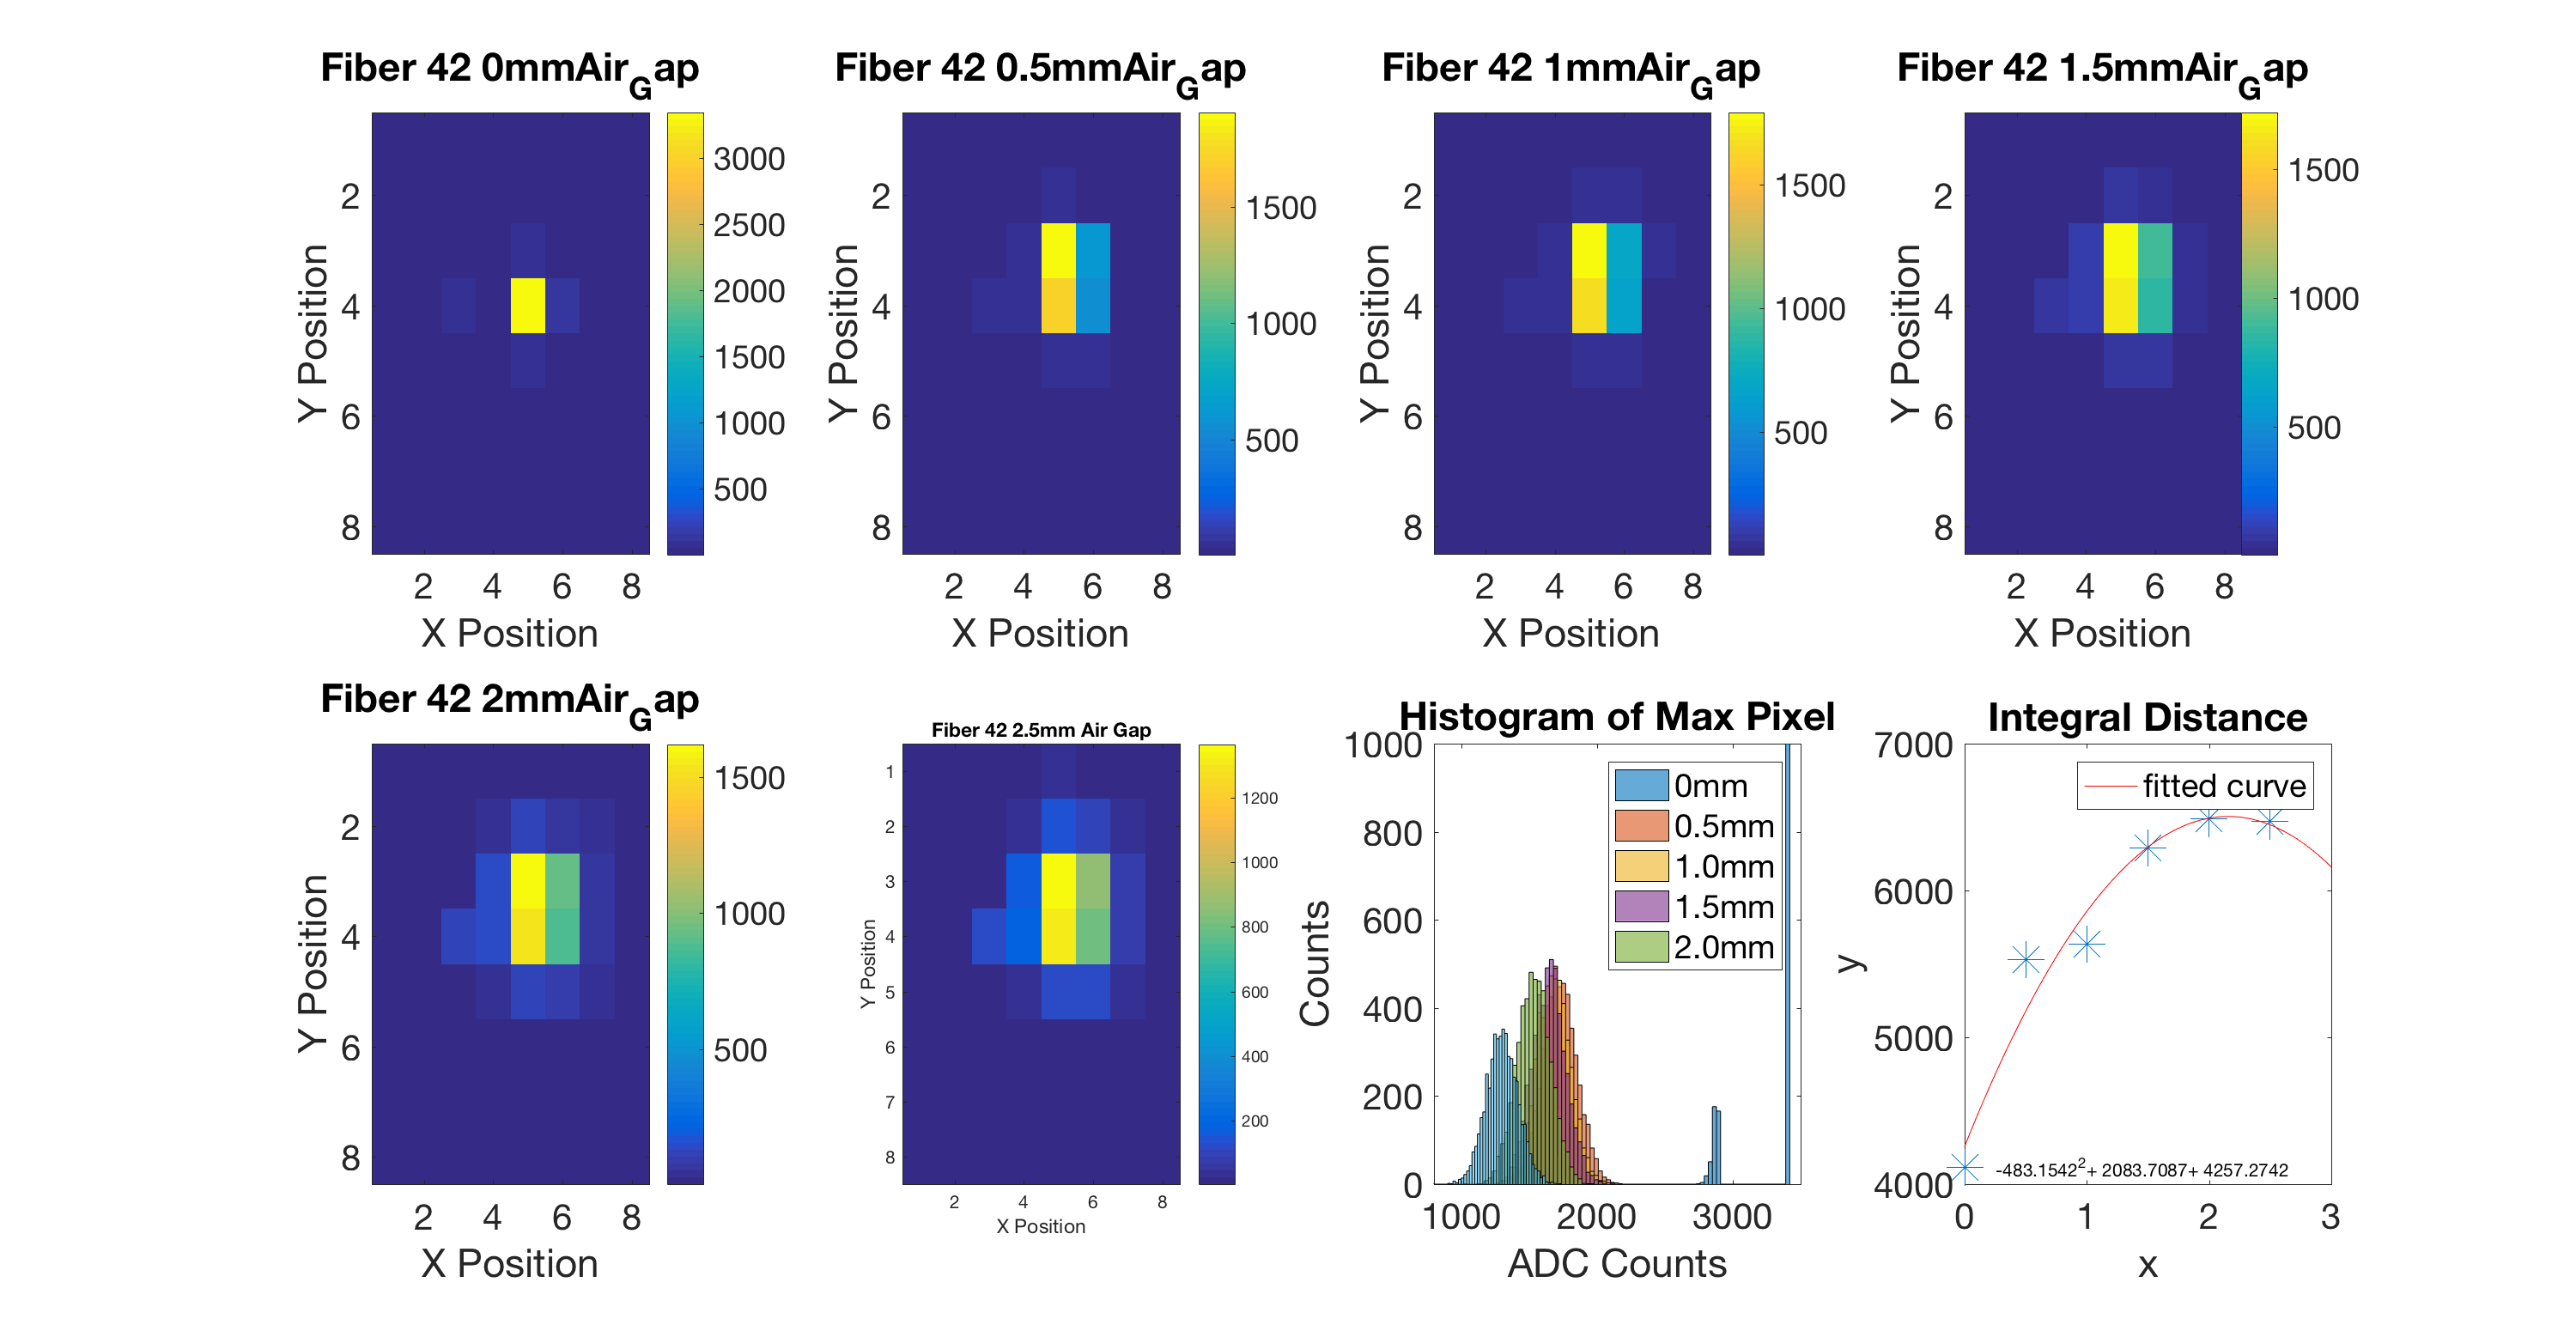 Fiber 42 0mmAirGap
3000
2500
2000
1500
1000
500
2
4
6
8
Y Position
2 4 6 8
X Position
Fiber 42 0.5mmAirGap
1500
1000
500
2
4
6
8
Y Position
2 4 6 8
X Position
Fiber 42 1mmAirGap
1500
1000
500
2
4
6
8
Y Position
2 4 6 8
X Position
Fiber 42 1.5mmAirGap
1500
1000
500
2
4
6
8
Y Position
2 4 6 8
X Position
Fiber 42 2mmAirGap
1500
1000
500
2
4
6
8
Y Position
2 4 6 8
X Position
Fiber 42 2.5mm Air Gap
1200
1000
800
600
400
200
1
2
3
4
5
6
7
8
Y Position
2 4 6 8
X Position
Histogram of Max Pixel
1000
800
600
400
200
0
Counts
0mm
0.5mm
1.0mm
1.5mm
2.0mm
1000 2000 3000
ADC Counts
Integral Distance
7000
6000
5000
4000
y
fitted curve
-483.1542²+ 2083.7087+ 4257.2742
0 1 2 3
x